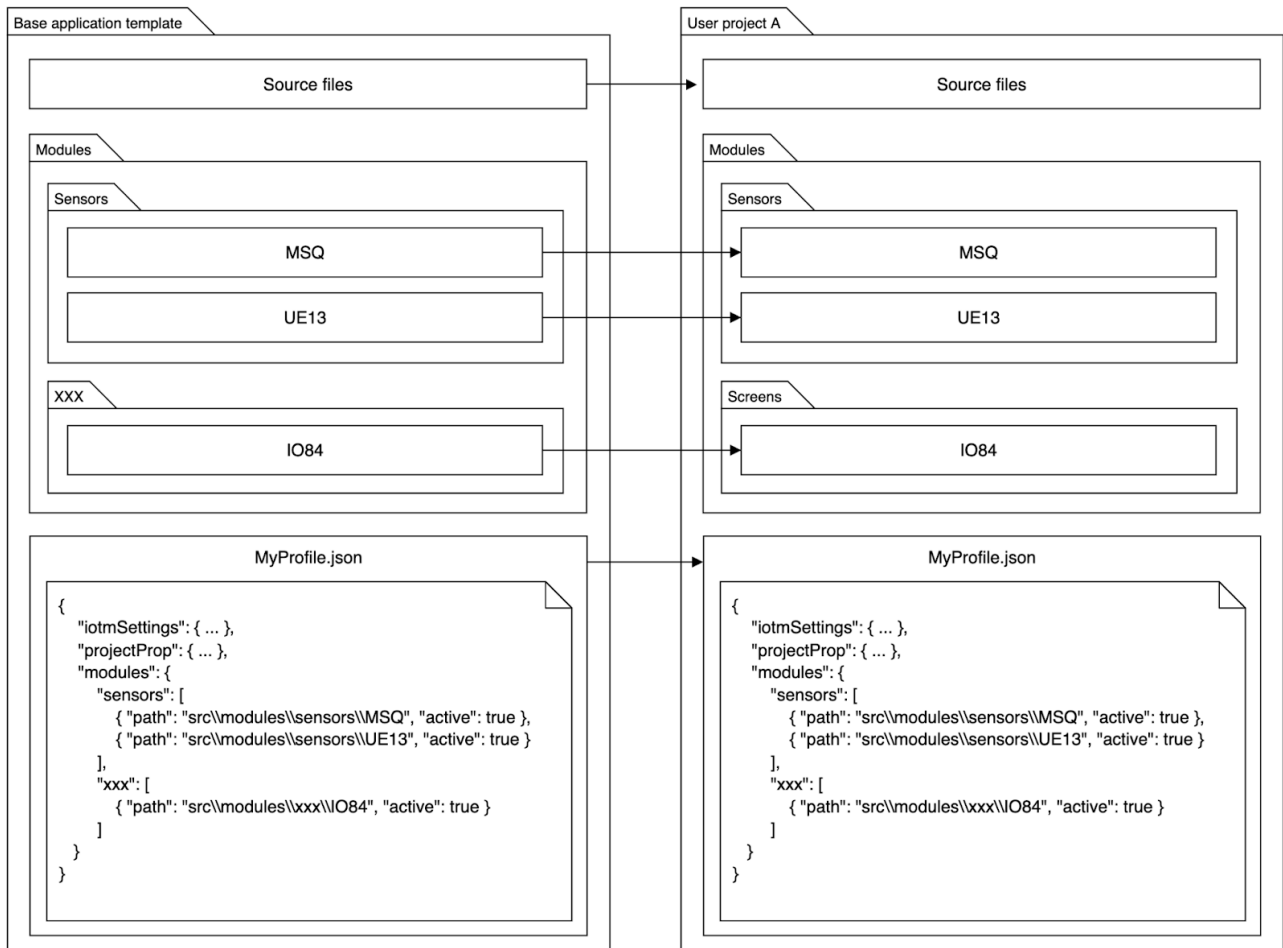 Base application template
Source files
Modules
Sensors
MSQ
UE13
XXX
IO84
MyProfile.json
{
"iotmSettings": { ... },
"projectProp": { ... },
"modules": {
"sensors": [
{ "path": "src\\modules\\sensors\\MSQ", "active": true },
{ "path": "src\\modules\\sensors\\UE13", "active": true }
],
"xxx": [
{ "path": "src\\modules\\xxx\\IO84", "active": true }
]
}
}
User project A
Source files
Modules
Sensors
MSQ
UE13
Screens
IO84
MyProfile.json
{
"iotmSettings": { ... },
"projectProp": { ... },
"modules": {
"sensors": [
{ "path": "src\\modules\\sensors\\MSQ", "active": true },
{ "path": "src\\modules\\sensors\\UE13", "active": true }
],
"xxx": [
{ "path": "src\\modules\\xxx\\IO84", "active": true }
]
}
}